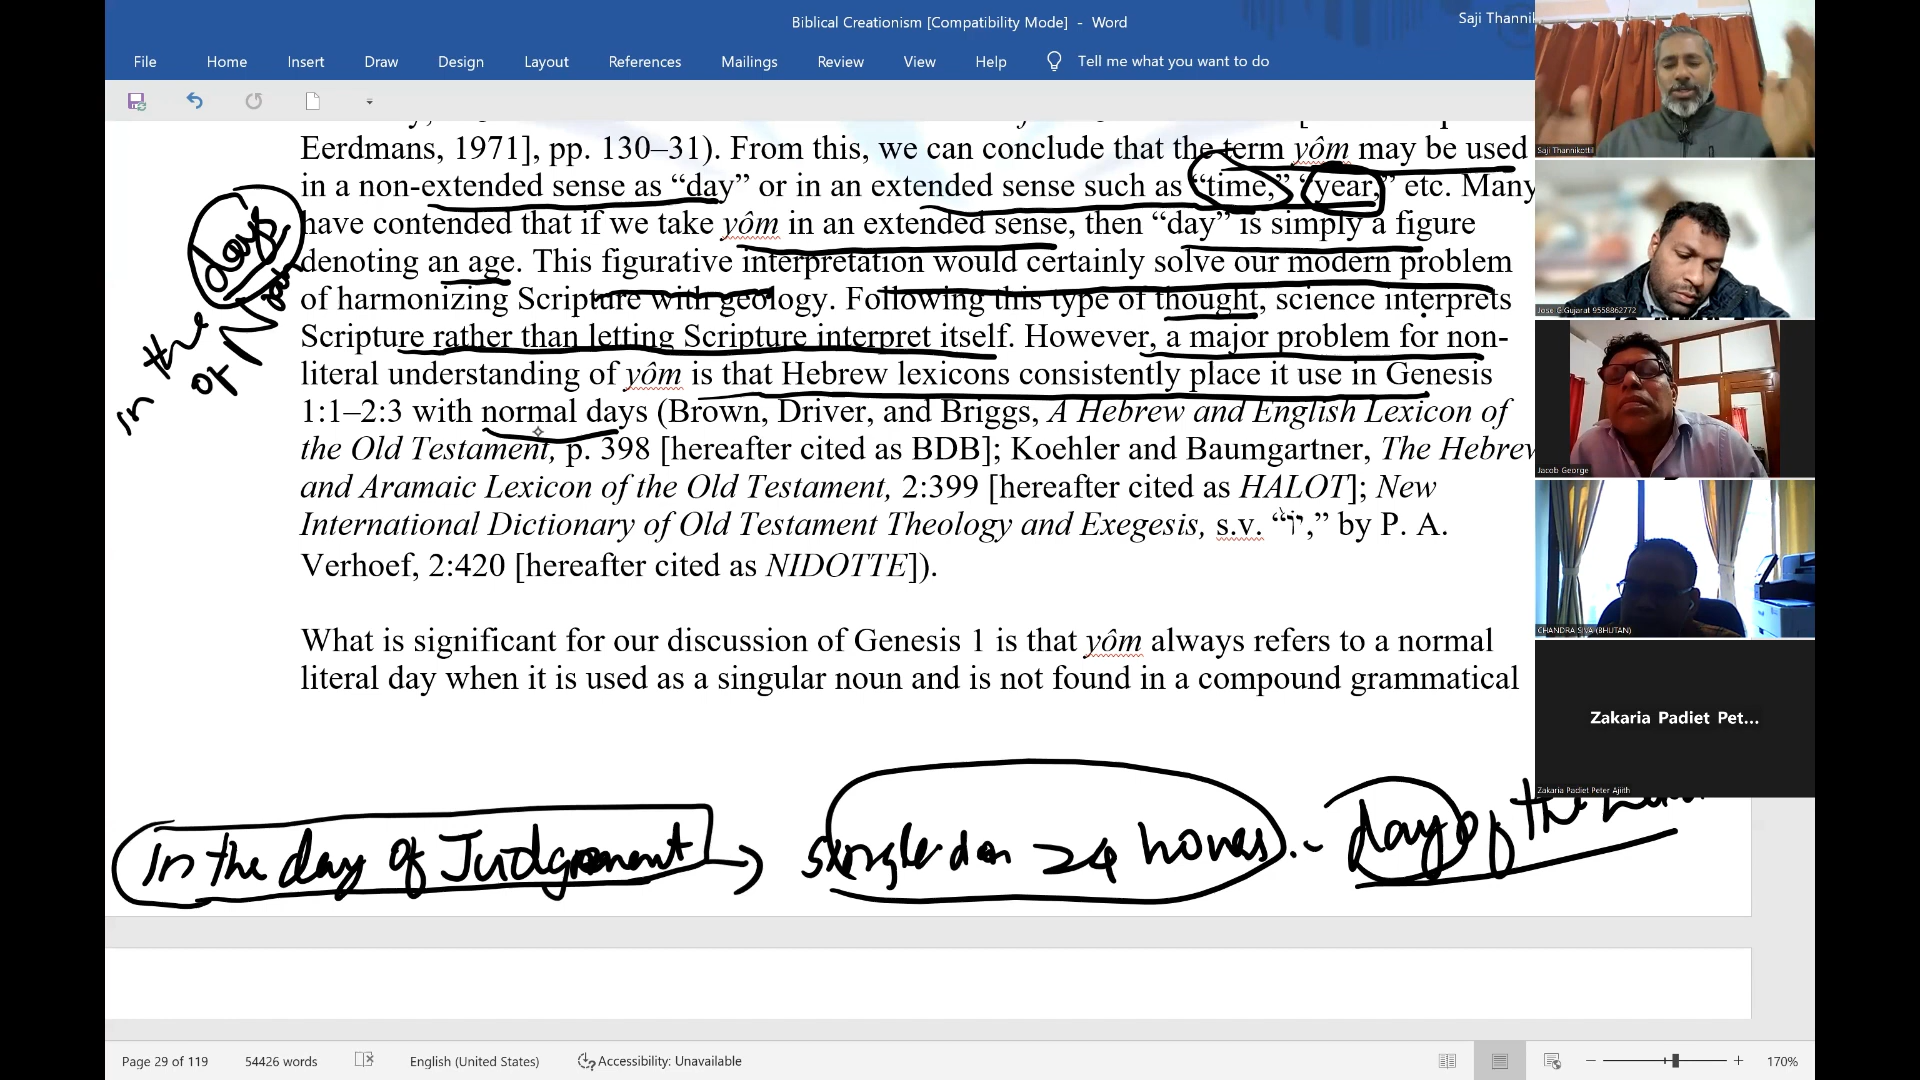 Biblical Creationism [Compatibility Mode] - Word
Saji Thannik
File Home Insert Draw Design Layout References Mailings Review View Help Tell me what you want to do
Eerdmans, 1971], pp. 130–31). From this, we can conclude that the term yôm may be used
in a non-extended sense as “day” or in an extended sense such as “time,” “year,” etc. Many
have contended that if we take yôm in an extended sense, then “day” is simply a figure
denoting an age. This figurative interpretation would certainly solve our modern problem
of harmonizing Scripture with geology. Following this type of thought, science interprets
Scripture rather than letting Scripture interpret itself. However, a major problem for non-
literal understanding of yôm is that Hebrew lexicons consistently place it use in Genesis
1:1–2:3 with normal days (Brown, Driver, and Briggs, A Hebrew and English Lexicon of
the Old Testament, p. 398 [hereafter cited as BDB]; Koehler and Baumgartner, The Hebrew
and Aramaic Lexicon of the Old Testament, 2:399 [hereafter cited as HALOT]; New
International Dictionary of Old Testament Theology and Exegesis, s.v. “ ,” by P. A.
Verhoef, 2:420 [hereafter cited as NIDOTTE]).
What is significant for our discussion of Genesis 1 is that yôm always refers to a normal
literal day when it is used as a singular noun and is not found in a compound grammatical
in the days
of Noah
In the day of Judgement 24 hours day of the
Saji Thannikottil
Jose G Gujarat 9558862772
Jacob George
CHANDRA SIVA (BHUTAN)
Zakaria Padiet Pet...
Zakaria Padiet Peter Ajiith
Page 29 of 119 54426 words English (United States) Accessibility: Unavailable 170%